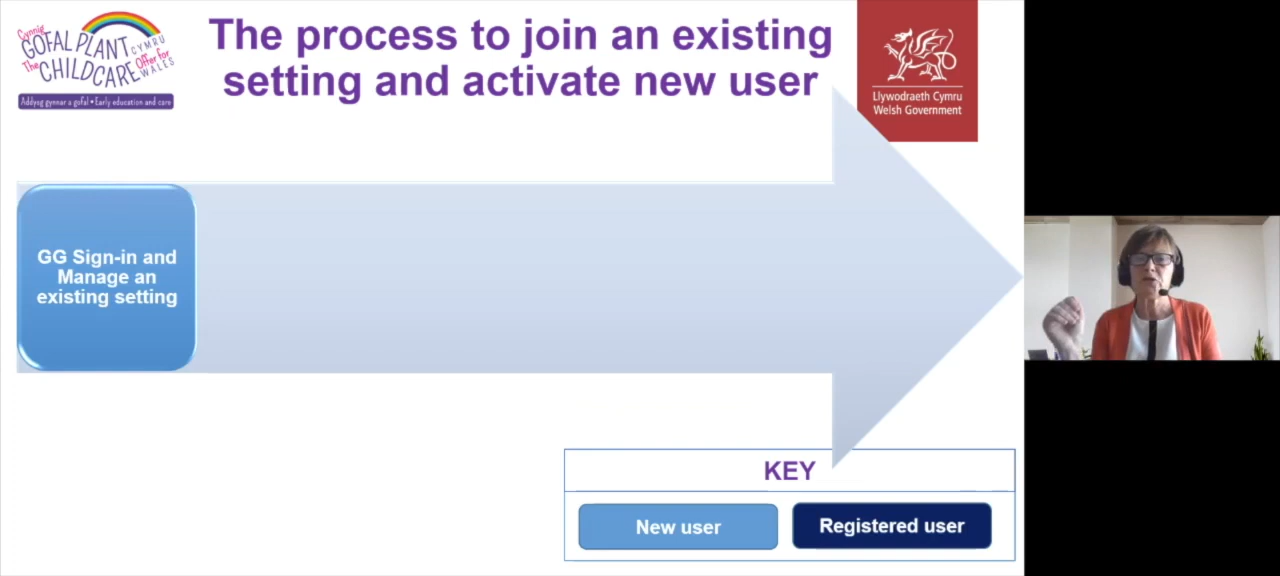 Cynnig
GOFAL PLANT
CYMRU
The
CHILDCARE
Offer for
WALES
Addysg gynnar a gofal • Early education and care
The process to join an existing
setting and activate new user
Llywodraeth Cymru
Welsh Government
GG Sign-in and
Manage an
existing setting
KEY
New user
Registered user